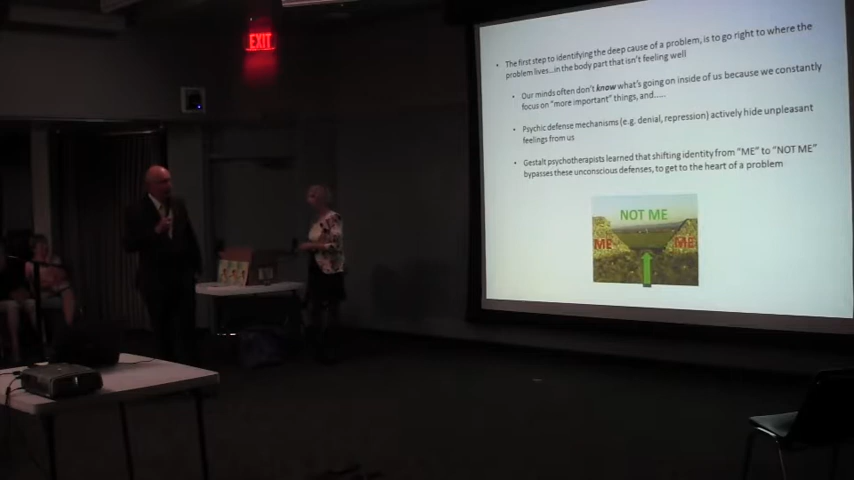 EXIT
• The first step to identifying the deep cause of a problem, is to go right to where the
problem lives...in the body part that isn't feeling well
• Our minds often don't know what's going on inside of us because we constantly
focus on "more important" things, and.....
• Psychic defense mechanisms (e.g. denial, repression) actively hide unpleasant
feelings from us
• Gestalt psychotherapists learned that shifting identity from "ME" to "NOT ME"
bypasses these unconscious defenses, to get to the heart of a problem
NOT ME
ME ME